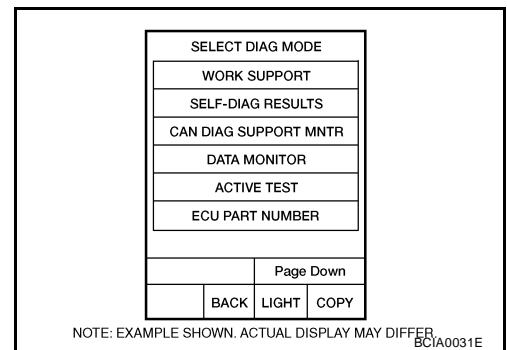 SELECT DIAG MODE
WORK SUPPORT
SELF-DIAG RESULTS
CAN DIAG SUPPORT MNTR
DATA MONITOR
ACTIVE TEST
ECU PART NUMBER
Page Down
BACK LIGHT COPY
NOTE: EXAMPLE SHOWN. ACTUAL DISPLAY MAY DIFFER.
BCIA0031E